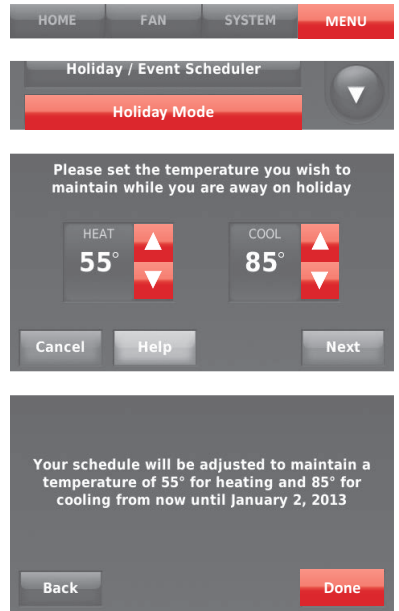 HOME FAN SYSTEM MENU
Holiday / Event Scheduler
Holiday Mode
Please set the temperature you wish to
maintain while you are away on holiday
HEAT COOL
55° 85°
Cancel Help Next
Your schedule will be adjusted to maintain a
temperature of 55° for heating and 85° for
cooling from now until January 2, 2013
Back Done